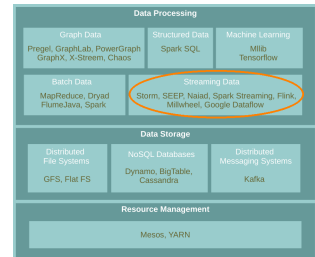 Data Processing
Graph Data
Pregel, GraphLab, PowerGraph
GraphX, X-Streem, Chaos
Structured Data
Spark SQL
Machine Learning
Mllib
Tensorflow
Batch Data
MapReduce, Dryad
FlumeJava, Spark
Streaming Data
Storm, SEEP, Naiad, Spark Streaming, Flink,
Millwheel, Google Dataflow
Data Storage
Distributed
File Systems
GFS, Flat FS
NoSQL Databases
Dynamo, BigTable,
Cassandra
Distributed
Messaging Systems
Kafka
Resource Management
Mesos, YARN